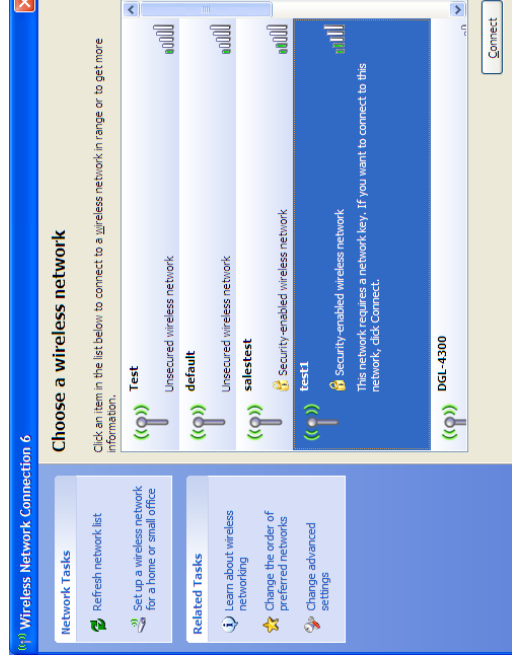 Wireless Network Connection 6
Network Tasks
Refresh network list
Set up a wireless network
for a home or small office
Related Tasks
Learn about wireless
networking
Change the order of
preferred networks
Change advanced
settings
Choose a wireless network
Click an item in the list below to connect to a wireless network in range or to get more
information.
Test
Unsecured wireless network
default
Unsecured wireless network
salestest
Security-enabled wireless network
test1
Security-enabled wireless network
This network requires a network key. If you want to connect to this
network, click Connect.
DGL-4300
Connect